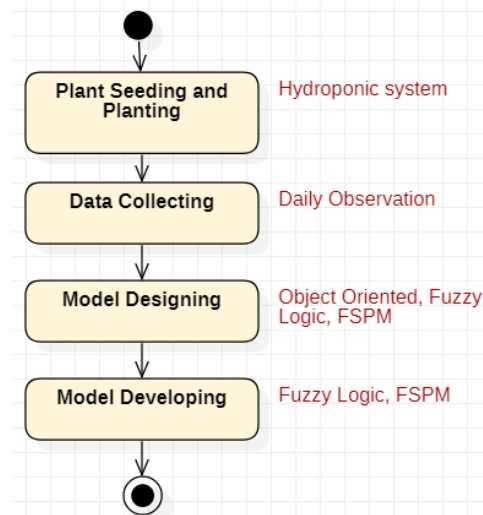 Plant Seeding and
Planting
Hydroponic system
Data Collecting
Daily Observation
Model Designing
Object Oriented, Fuzzy
Logic, FSPM
Model Developing
Fuzzy Logic, FSPM